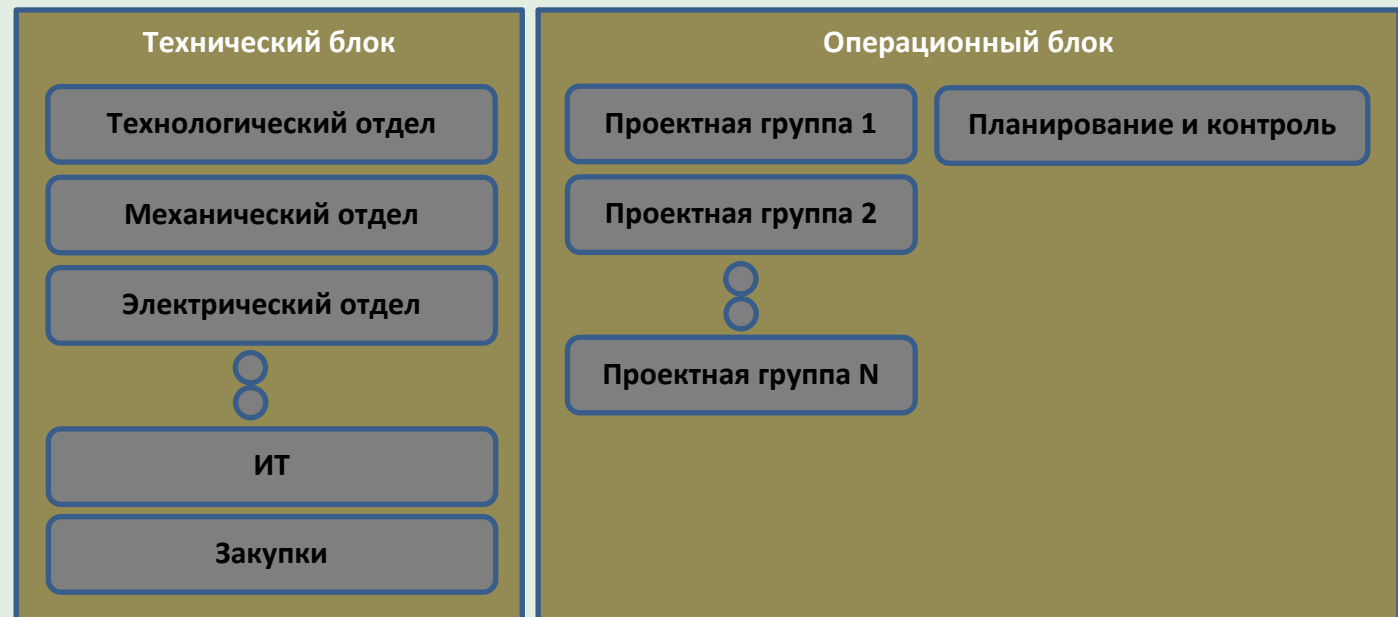 Технический блок
Технологический отдел
Механический отдел
Электрический отдел
ИТ
Закупки
Операционный блок
Проектная группа 1
Проектная группа 2
Проектная группа N
Планирование и контроль